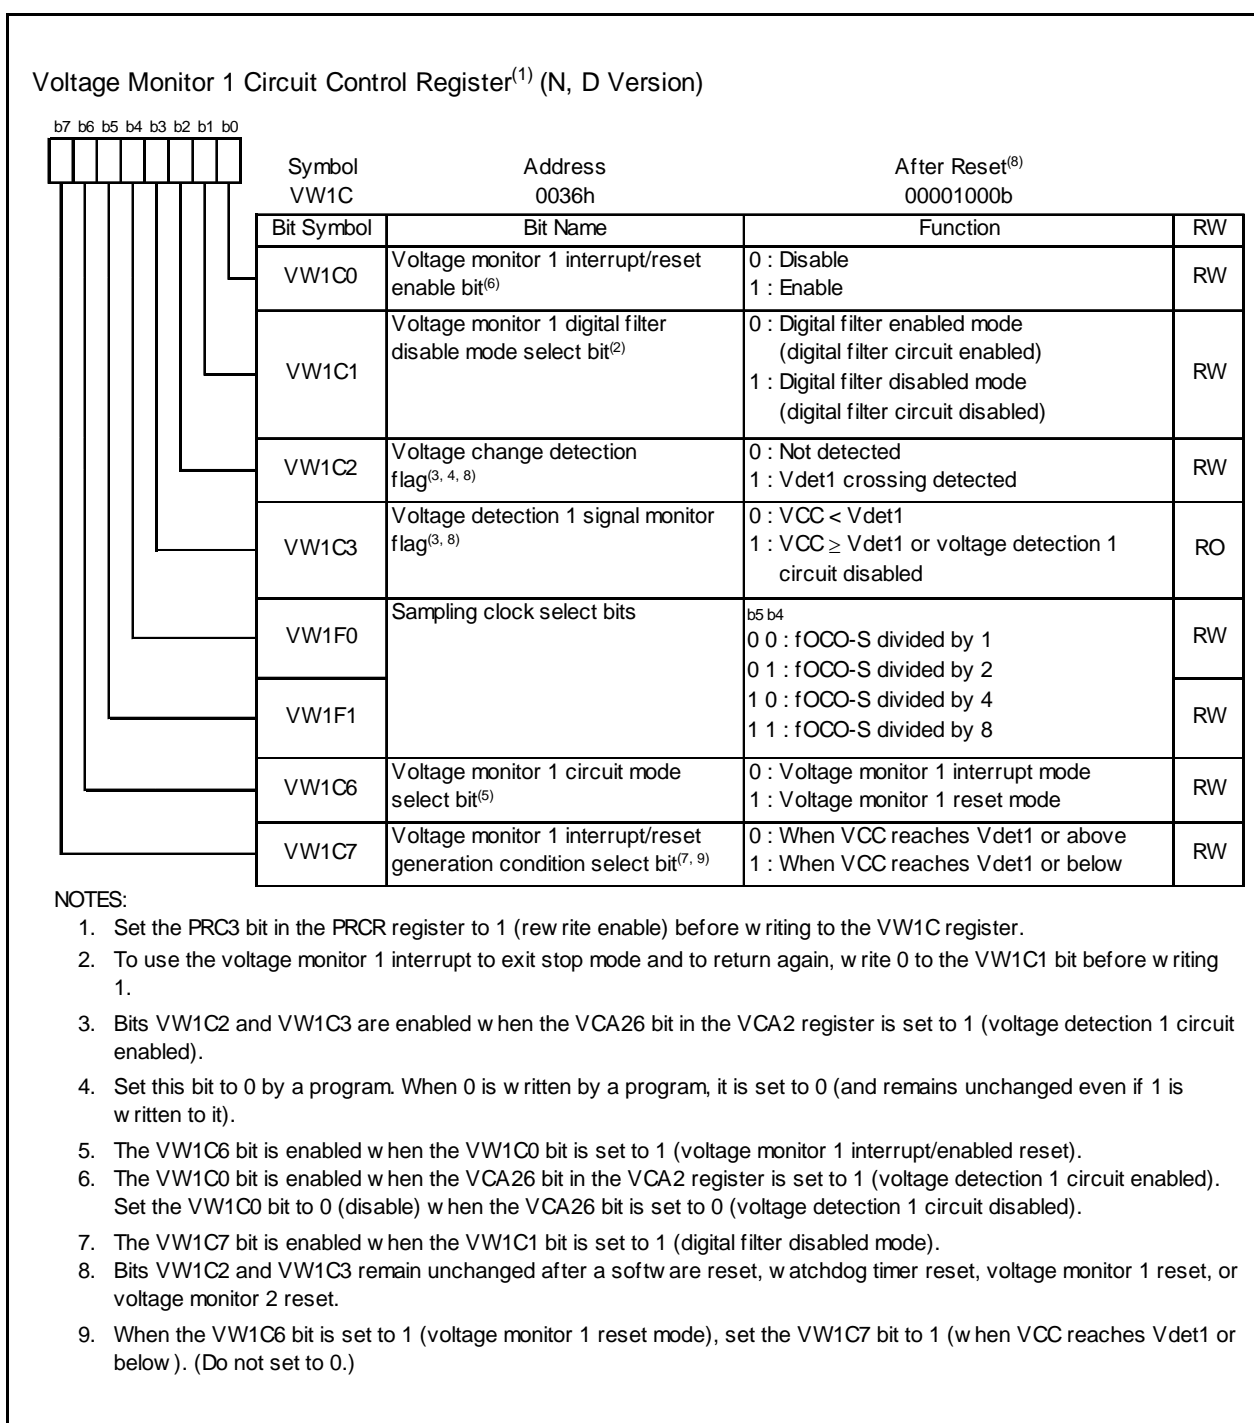 Voltage Monitor 1 Circuit Control Register(1) (N, D Version)
b7 b6 b5 b4 b3 b2 b1 b0
Symbol Address After Reset(8)
VW1C 0036h 00001000b
Bit Symbol Bit Name Function RW
VW1C0 Voltage monitor 1 interrupt/reset enable bit(6) 0 : Disable
1 : Enable RW
VW1C1 Voltage monitor 1 digital filter disable mode select bit(2) 0 : Digital filter enabled mode
(digital filter circuit enabled)
1 : Digital filter disabled mode
(digital filter circuit disabled) RW
VW1C2 Voltage change detection flag(3, 4, 8) 0 : Not detected
1 : Vdet1 crossing detected RW
VW1C3 Voltage detection 1 signal monitor flag(3, 8) 0 : VCC < Vdet1
1 : VCC ≥ Vdet1 or voltage detection 1
circuit disabled RO
VW1F0 Sampling clock select bits b5 b4
0 0 : fOCO-S divided by 1 RW
0 1 : fOCO-S divided by 2
VW1F1 1 0 : fOCO-S divided by 4 RW
1 1 : fOCO-S divided by 8
VW1C6 Voltage monitor 1 circuit mode select bit(5) 0 : Voltage monitor 1 interrupt mode
1 : Voltage monitor 1 reset mode RW
VW1C7 Voltage monitor 1 interrupt/reset generation condition select bit(7, 9) 0 : When VCC reaches Vdet1 or above
1 : When VCC reaches Vdet1 or below RW
NOTES:
1. Set the PRC3 bit in the PRCR register to 1 (rewrite enable) before writing to the VW1C register.
2. To use the voltage monitor 1 interrupt to exit stop mode and to return again, write 0 to the VW1C1 bit before writing
1.
3. Bits VW1C2 and VW1C3 are enabled when the VCA26 bit in the VCA2 register is set to 1 (voltage detection 1 circuit
enabled).
4. Set this bit to 0 by a program. When 0 is written by a program, it is set to 0 (and remains unchanged even if 1 is
written to it).
5. The VW1C6 bit is enabled when the VW1C0 bit is set to 1 (voltage monitor 1 interrupt/enabled reset).
6. The VW1C0 bit is enabled when the VCA26 bit in the VCA2 register is set to 1 (voltage detection 1 circuit enabled).
Set the VW1C0 bit to 0 (disable) when the VCA26 bit is set to 0 (voltage detection 1 circuit disabled).
7. The VW1C7 bit is enabled when the VW1C1 bit is set to 1 (digital filter disabled mode).
8. Bits VW1C2 and VW1C3 remain unchanged after a software reset, watchdog timer reset, voltage monitor 1 reset, or
voltage monitor 2 reset.
9. When the VW1C6 bit is set to 1 (voltage monitor 1 reset mode), set the VW1C7 bit to 1 (when VCC reaches Vdet1 or
below). (Do not set to 0.)